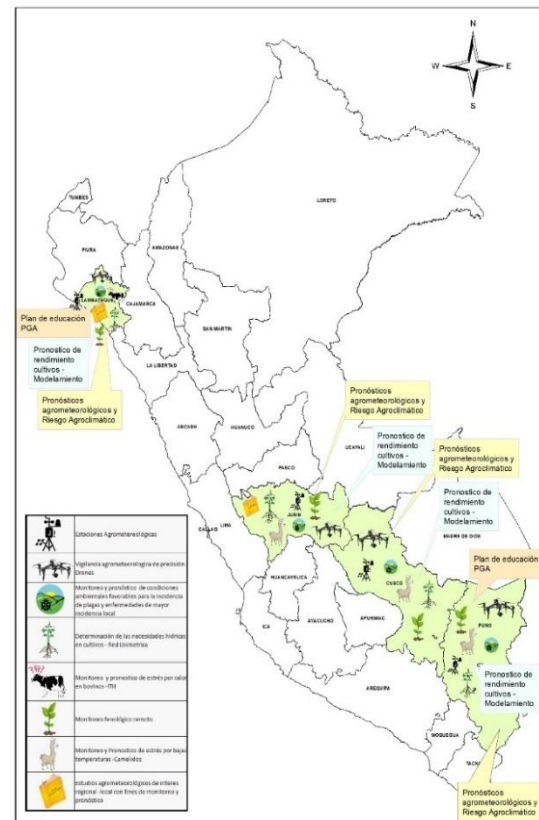 N
W E
S
TUMBES
LORETO
PIURA
AMAZONAS
LAMBAYEQUE
CAJAMARCA
SAN MARTIN
Plan de educación
PGA
Pronostico de
rendimiento
cultivos -
Modelamiento
Pronósticos
agrometeorológicos y
Riesgo Agroclimático
LA LIBERTAD
ANCASH
HUANUCO
PASCO
UCAYALI
Pronósticos
agrometeorológicos y
Riesgo Agroclimático
Pronostico de
rendimiento
cultivos -
Modelamiento
Pronósticos
agrometeorológicos y
Riesgo Agroclimático
Pronostico de
rendimiento
cultivos -
Modelamiento
MADRE DE DIOS
Plan de educación
PGA
CALLAO
LIMA
JUNIN
HUANCAVELICA
CUSCO
ICA
AYACUCHO
APURIMAC
PUNO
AREQUIPA
Pronostico de
rendimiento
cultivos -
Modelamiento
MOQUEGUA
TACNA
Pronósticos
agrometeorológicos y
Riesgo Agroclimático
Estaciones Agrometereológicas
Vigilancia agrometeorologica de precisión
Drones
Monitoreo y pronóstico de condiciones
ambientales favorables para la incidencia
de plagas y enfermedades de mayor
incidencia local
Determinación de las necesidades hídricas
en cultivos - Red Lisimetrica
Monitoreo y pronostico de estrés por calor
en bovinos - ITH
Monitoreo fenológico remoto
Monitoreo y Pronostico de estrés por bajas
temperaturas - Camelidos
Estudios agrometeorológicos de interes
regional - local con fines de monitoreo y
pronóstico